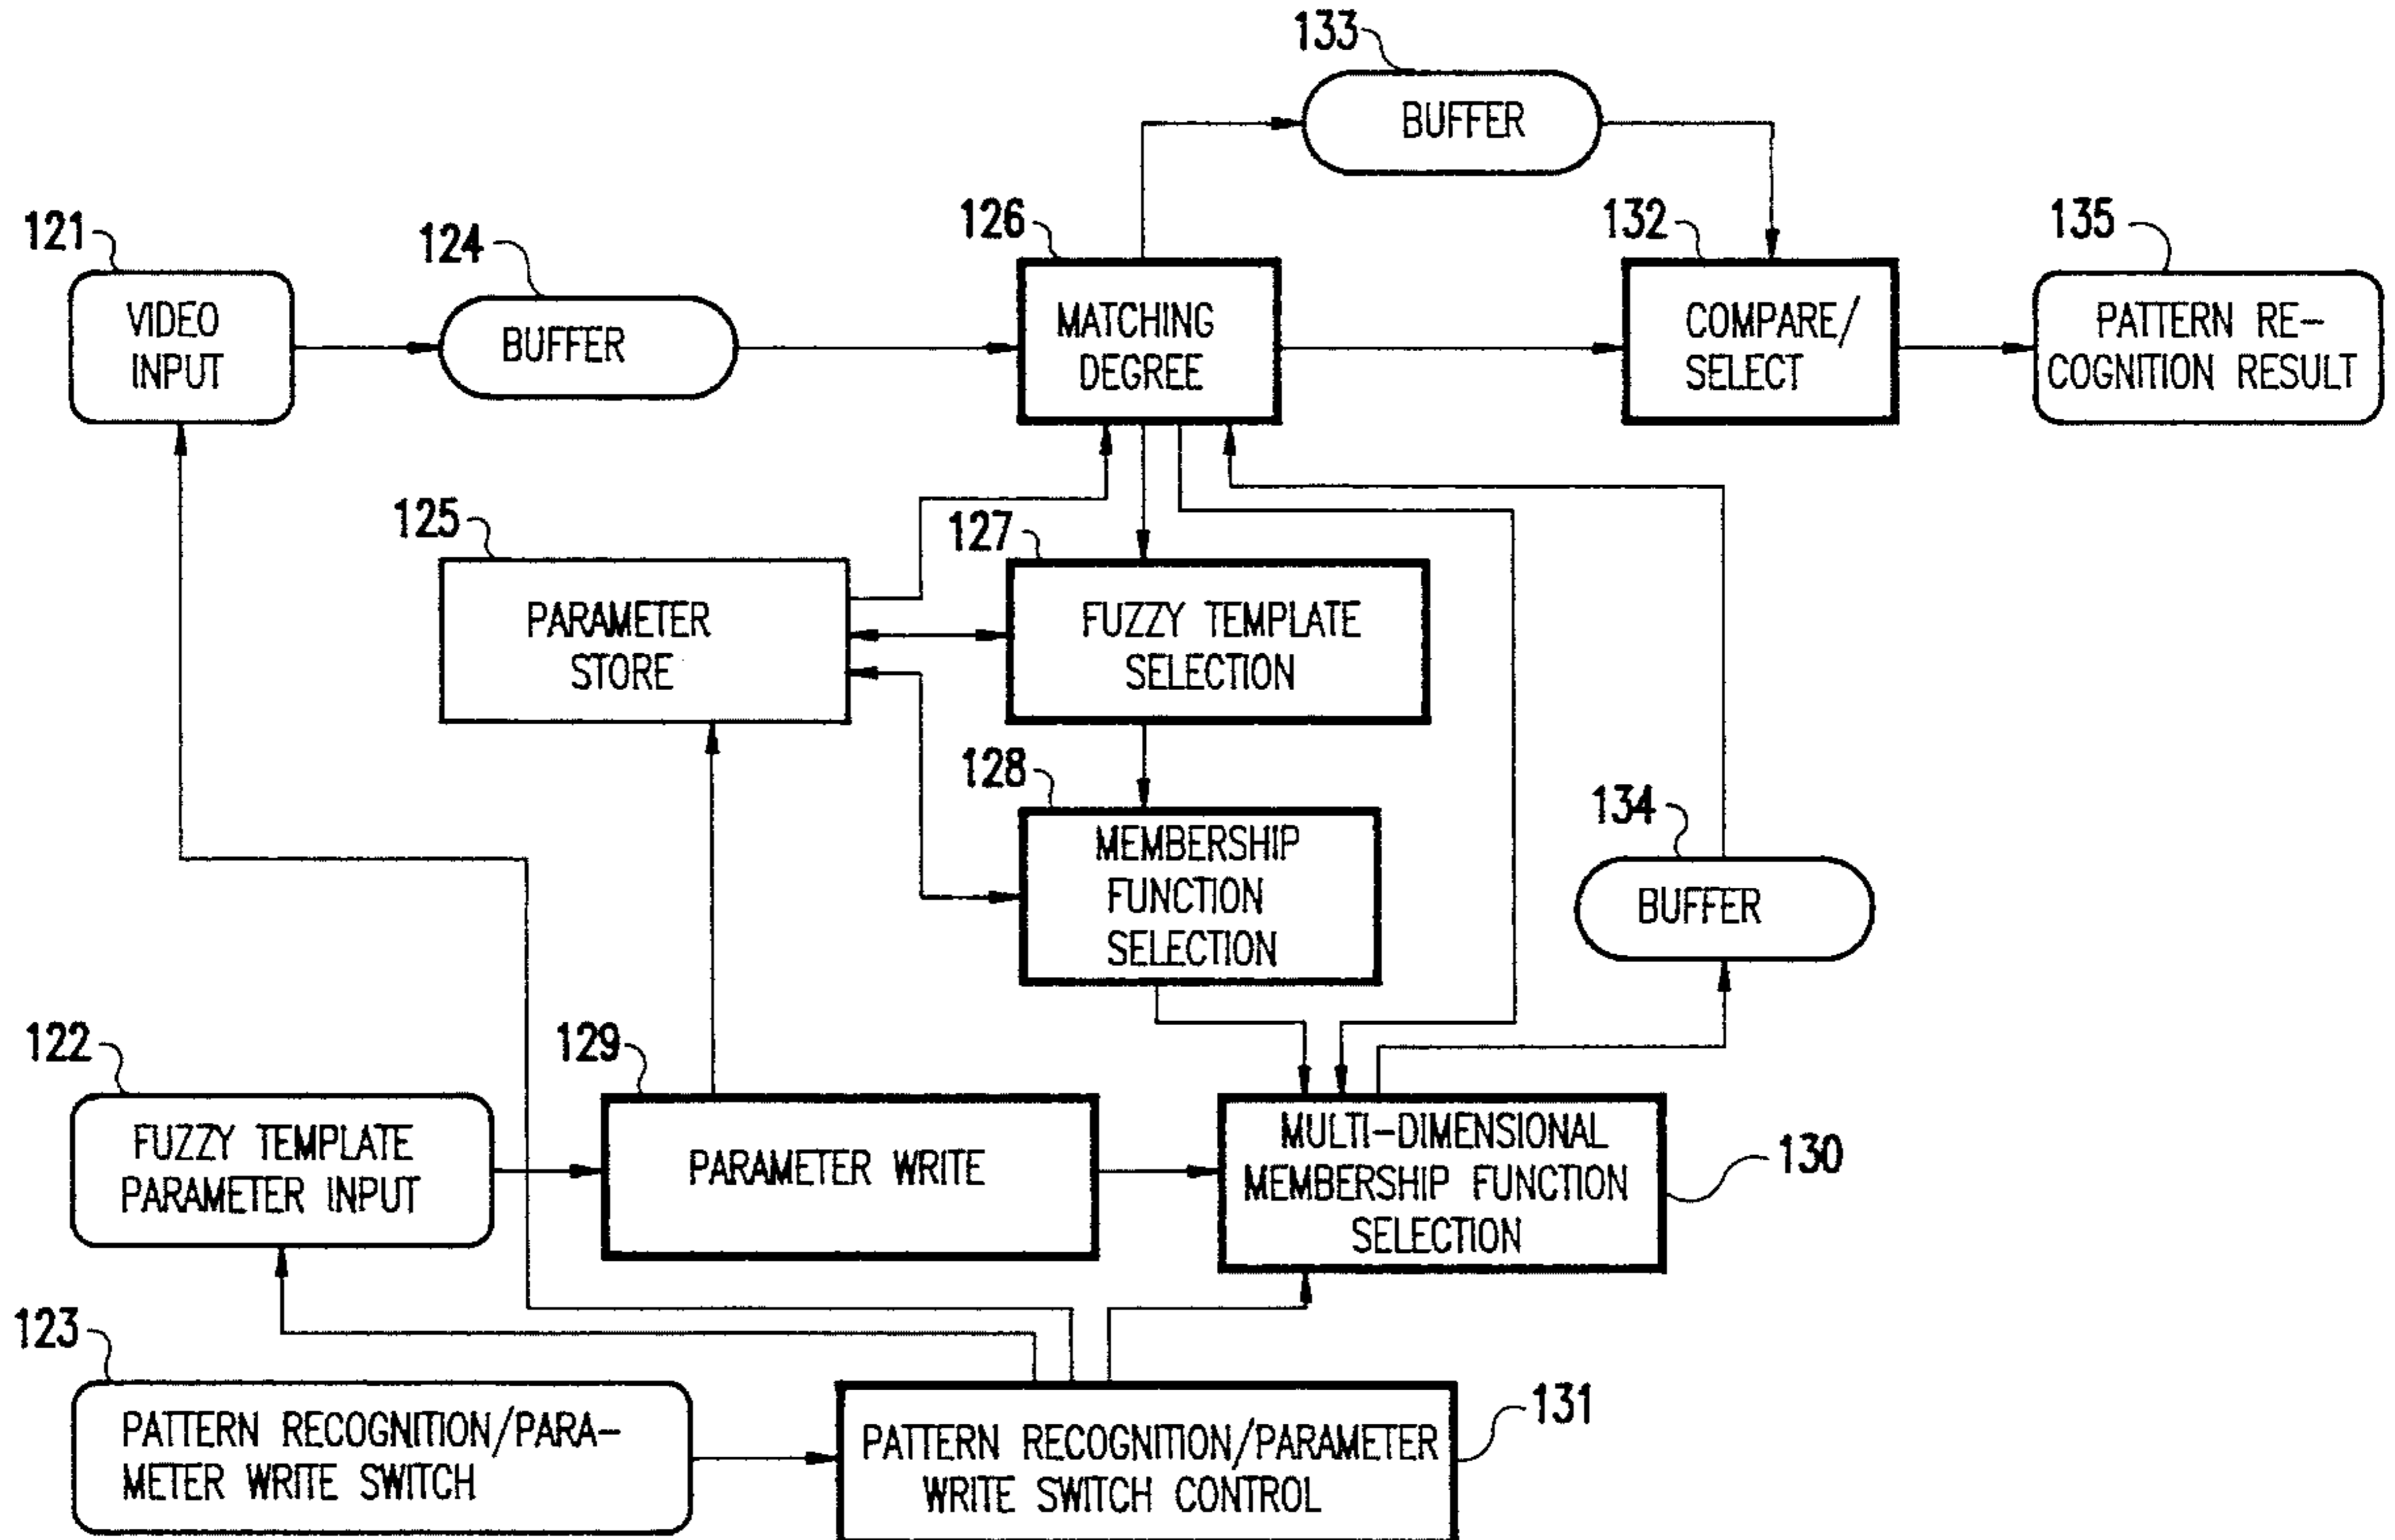 133
BUFFER
121
124
126
132
135
VIDEO
INPUT
BUFFER
MATCHING
DEGREE
COMPARE/
SELECT
PATTERN RE-
COGNITION RESULT
125
127
PARAMETER
STORE
FUZZY TEMPLATE
SELECTION
128
134
MEMBERSHIP
FUNCTION
SELECTION
BUFFER
122
129
FUZZY TEMPLATE
PARAMETER INPUT
PARAMETER WRITE
MULTI-DIMENSIONAL
MEMBERSHIP FUNCTION
SELECTION
130
123
PATTERN RECOGNITION/PARA-
METER WRITE SWITCH
PATTERN RECOGNITION/PARAMETER
WRITE SWITCH CONTROL
131